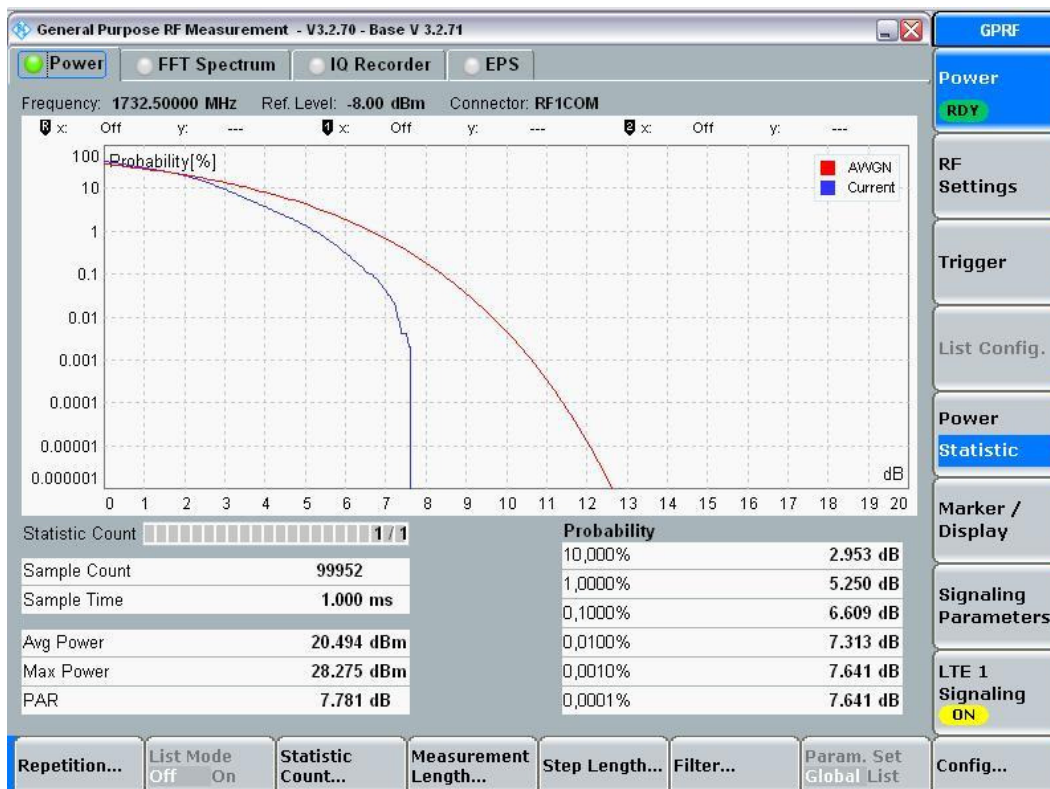 General Purpose RF Measurement - V3.2.70 - Base V 3.2.71
GPRF
Power FFT Spectrum IQ Recorder EPS
Frequency: 1732.50000 MHz Ref. Level: -8.00 dBm Connector: RF1COM
R x: Off y: --- 1 x: Off y: --- 2 x: Off y: ---
Probability[%]
AWGN
Current
100
10
1
0.1
0.01
0.001
0.0001
0.00001
0.000001
dB
0 1 2 3 4 5 6 7 8 9 10 11 12 13 14 15 16 17 18 19 20
Statistic Count 1 / 1
Sample Count 99952
Sample Time 1.000 ms
Avg Power 20.494 dBm
Max Power 28.275 dBm
PAR 7.781 dB
Probability
10,000% 2.953 dB
1,0000% 5.250 dB
0,1000% 6.609 dB
0,0100% 7.313 dB
0,0010% 7.641 dB
0,0001% 7.641 dB
Power
RDY
RF
Settings
Trigger
List Config.
Power
Statistic
Marker /
Display
Signaling
Parameters
LTE 1
Signaling
ON
Repetition...
List Mode
Off On
Statistic
Count...
Measurement
Length...
Step Length...
Filter...
Param. Set
Global List
Config...